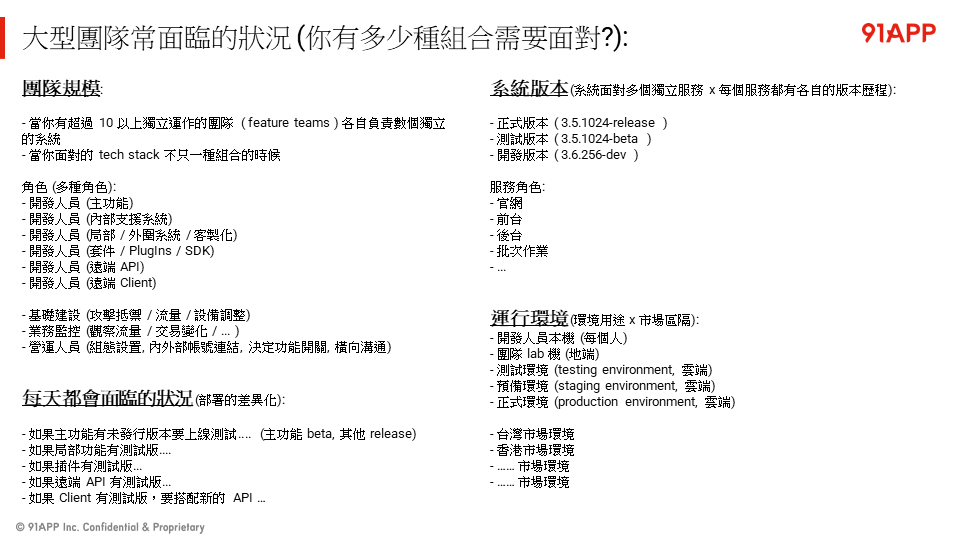 大型團隊常面臨的狀況(你有多少種組合需要面對?):
91APP
團隊規模:
- 當你有超過 10 以上獨立運作的團隊 ( feature teams ) 各自負責數個獨立
的系統
- 當你面對的 tech stack 不只一種組合的時候
角色 (多種角色):
- 開發人員 (主功能)
- 開發人員 (內部支援系統)
- 開發人員 (局部 / 外圈系統 / 客製化)
- 開發人員 (套件 / PlugIns / SDK)
- 開發人員 (遠端 API)
- 開發人員 (遠端 Client)
- 基礎建設 (攻擊抵禦 / 流量 / 設備調整)
- 業務監控 (觀察流量 / 交易變化 / ... )
- 營運人員 (組態設置, 內外部帳號連結, 決定功能開關, 橫向溝通)
每天都會面臨的狀況(部署的差異化):
- 如果主功能有未發行版本要上線測試.... (主功能 beta, 其他 release)
- 如果局部功能有測試版....
- 如果插件有測試版...
- 如果遠端 API 有測試版...
- 如果 Client 有測試版，要搭配新的 API ...
系統版本(系統面對多個獨立服務 x 每個服務都有各自的版本歷程):
- 正式版本 ( 3.5.1024-release )
- 測試版本 ( 3.5.1024-beta )
- 開發版本 ( 3.6.256-dev )
服務角色:
- 官網
- 前台
- 後台
- 批次作業
- ...
運行環境(環境用途 x 市場區隔):
- 開發人員本機 (每個人)
- 團隊 lab 機 (地端)
- 測試環境 (testing environment, 雲端)
- 預備環境 (staging environment, 雲端)
- 正式環境 (production environment, 雲端)
- 台灣市場環境
- 香港市場環境
- …… 市場環境
- …… 市場環境
© 91APP Inc. Confidential & Proprietary